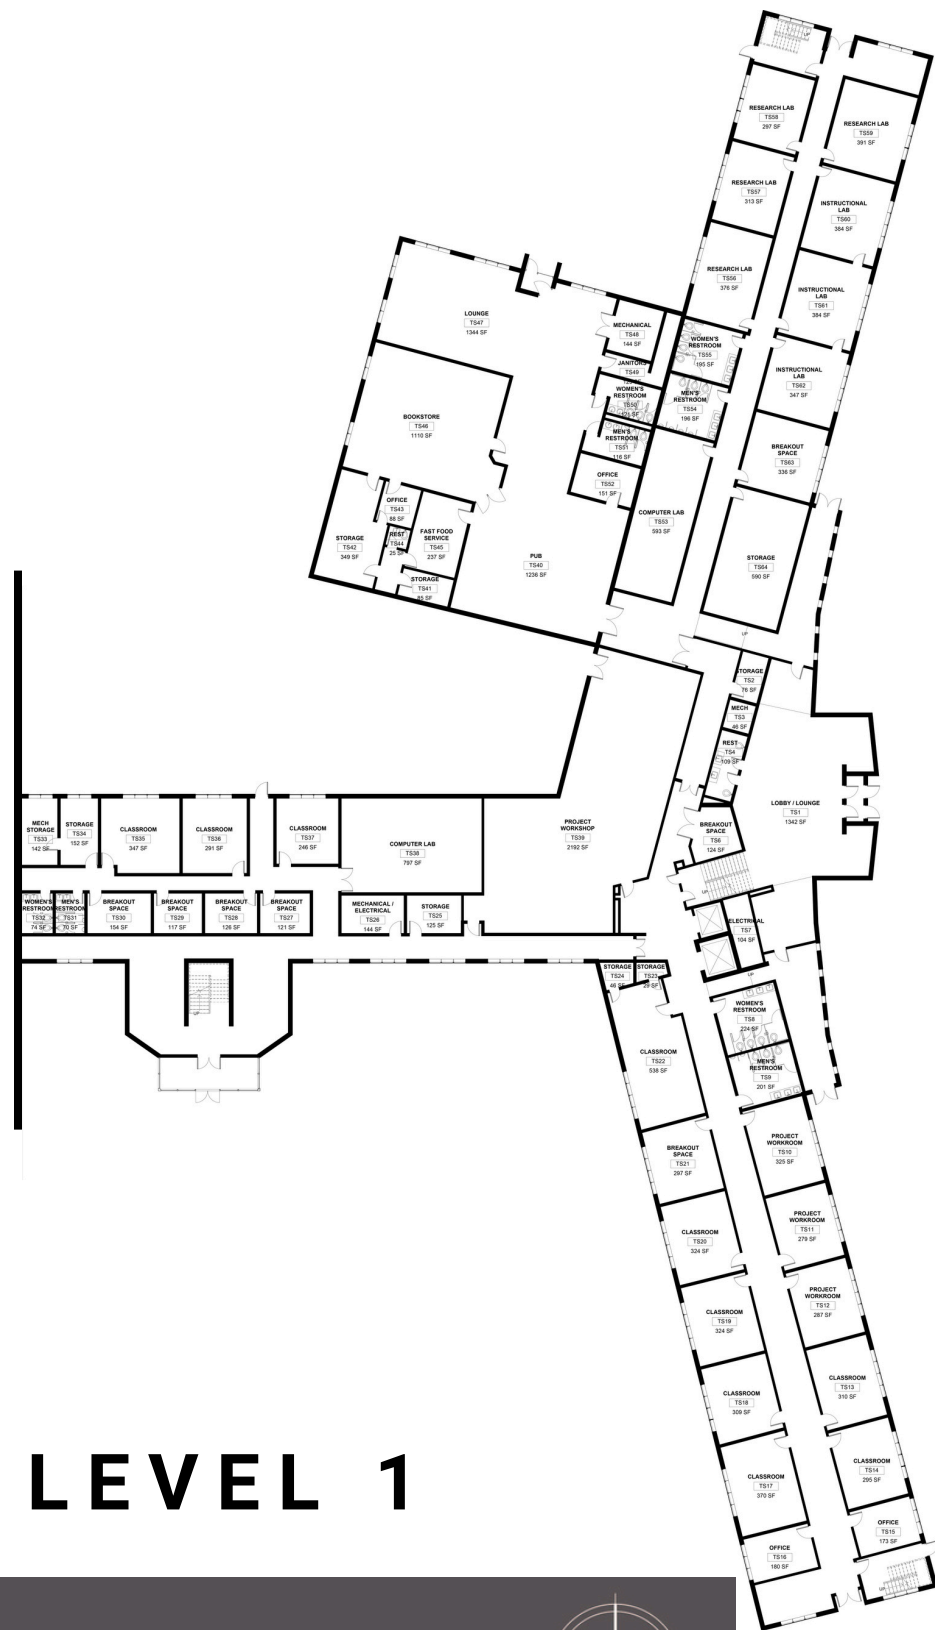 UP
RESEARCH LAB
TS58
297 SF
RESEARCH LAB
TS59
391 SF
RESEARCH LAB
TS57
313 SF
INSTRUCTIONAL
LAB
TS60
384 SF
RESEARCH LAB
TS56
376 SF
INSTRUCTIONAL
LAB
TS61
384 SF
LOUNGE
TS47
1344 SF
MECHANICAL
TS48
144 SF
WOMEN'S
RESTROOM
TS55
195 SF
JANITORS
TS49
INSTRUCTIONAL
LAB
TS62
347 SF
WOMEN'S
RESTROOM
TS50
MEN'S
RESTROOM
TS54
196 SF
BOOKSTORE
TS46
1110 SF
MEN'S
RESTROOM
TS51
116 SF
BREAKOUT
SPACE
TS63
336 SF
OFFICE
TS52
151 SF
OFFICE
TS43
88 SF
COMPUTER LAB
TS53
593 SF
STORAGE
TS42
349 SF
REST
TS44
25 SF
FAST FOOD
SERVICE
TS45
237 SF
PUB
TS40
1236 SF
STORAGE
TS64
590 SF
STORAGE
TS41
85 SF
UP
STORAGE
TS2
76 SF
MECH
TS3
46 SF
REST
TS4
109 SF
LOBBY / LOUNGE
TS1
1342 SF
MECH
STORAGE
TS33
142 SF
STORAGE
TS34
152 SF
CLASSROOM
TS35
347 SF
CLASSROOM
TS36
291 SF
CLASSROOM
TS37
246 SF
COMPUTER LAB
TS38
797 SF
PROJECT
WORKSHOP
TS39
2192 SF
BREAKOUT
SPACE
TS6
124 SF
UP
UP
WOMEN'S
RESTROOM
TS32
74 SF
MEN'S
RESTROOM
TS31
70 SF
BREAKOUT
SPACE
TS30
154 SF
BREAKOUT
SPACE
TS29
117 SF
BREAKOUT
SPACE
TS28
126 SF
BREAKOUT
SPACE
TS27
121 SF
MECHANICAL /
ELECTRICAL
TS26
144 SF
STORAGE
TS25
125 SF
ELECTRICAL
TS7
104 SF
STORAGE
TS24
46 SF
STORAGE
TS23
29 SF
UP
WOMEN'S
RESTROOM
TS8
224 SF
CLASSROOM
TS22
538 SF
MEN'S
RESTROOM
TS9
201 SF
BREAKOUT
SPACE
TS21
297 SF
PROJECT
WORKROOM
TS10
325 SF
CLASSROOM
TS20
324 SF
PROJECT
WORKROOM
TS11
279 SF
CLASSROOM
TS19
324 SF
PROJECT
WORKROOM
TS12
287 SF
CLASSROOM
TS18
309 SF
CLASSROOM
TS13
310 SF
CLASSROOM
TS17
370 SF
CLASSROOM
TS14
295 SF
OFFICE
TS16
180 SF
OFFICE
TS15
173 SF
UP
LEVEL 1